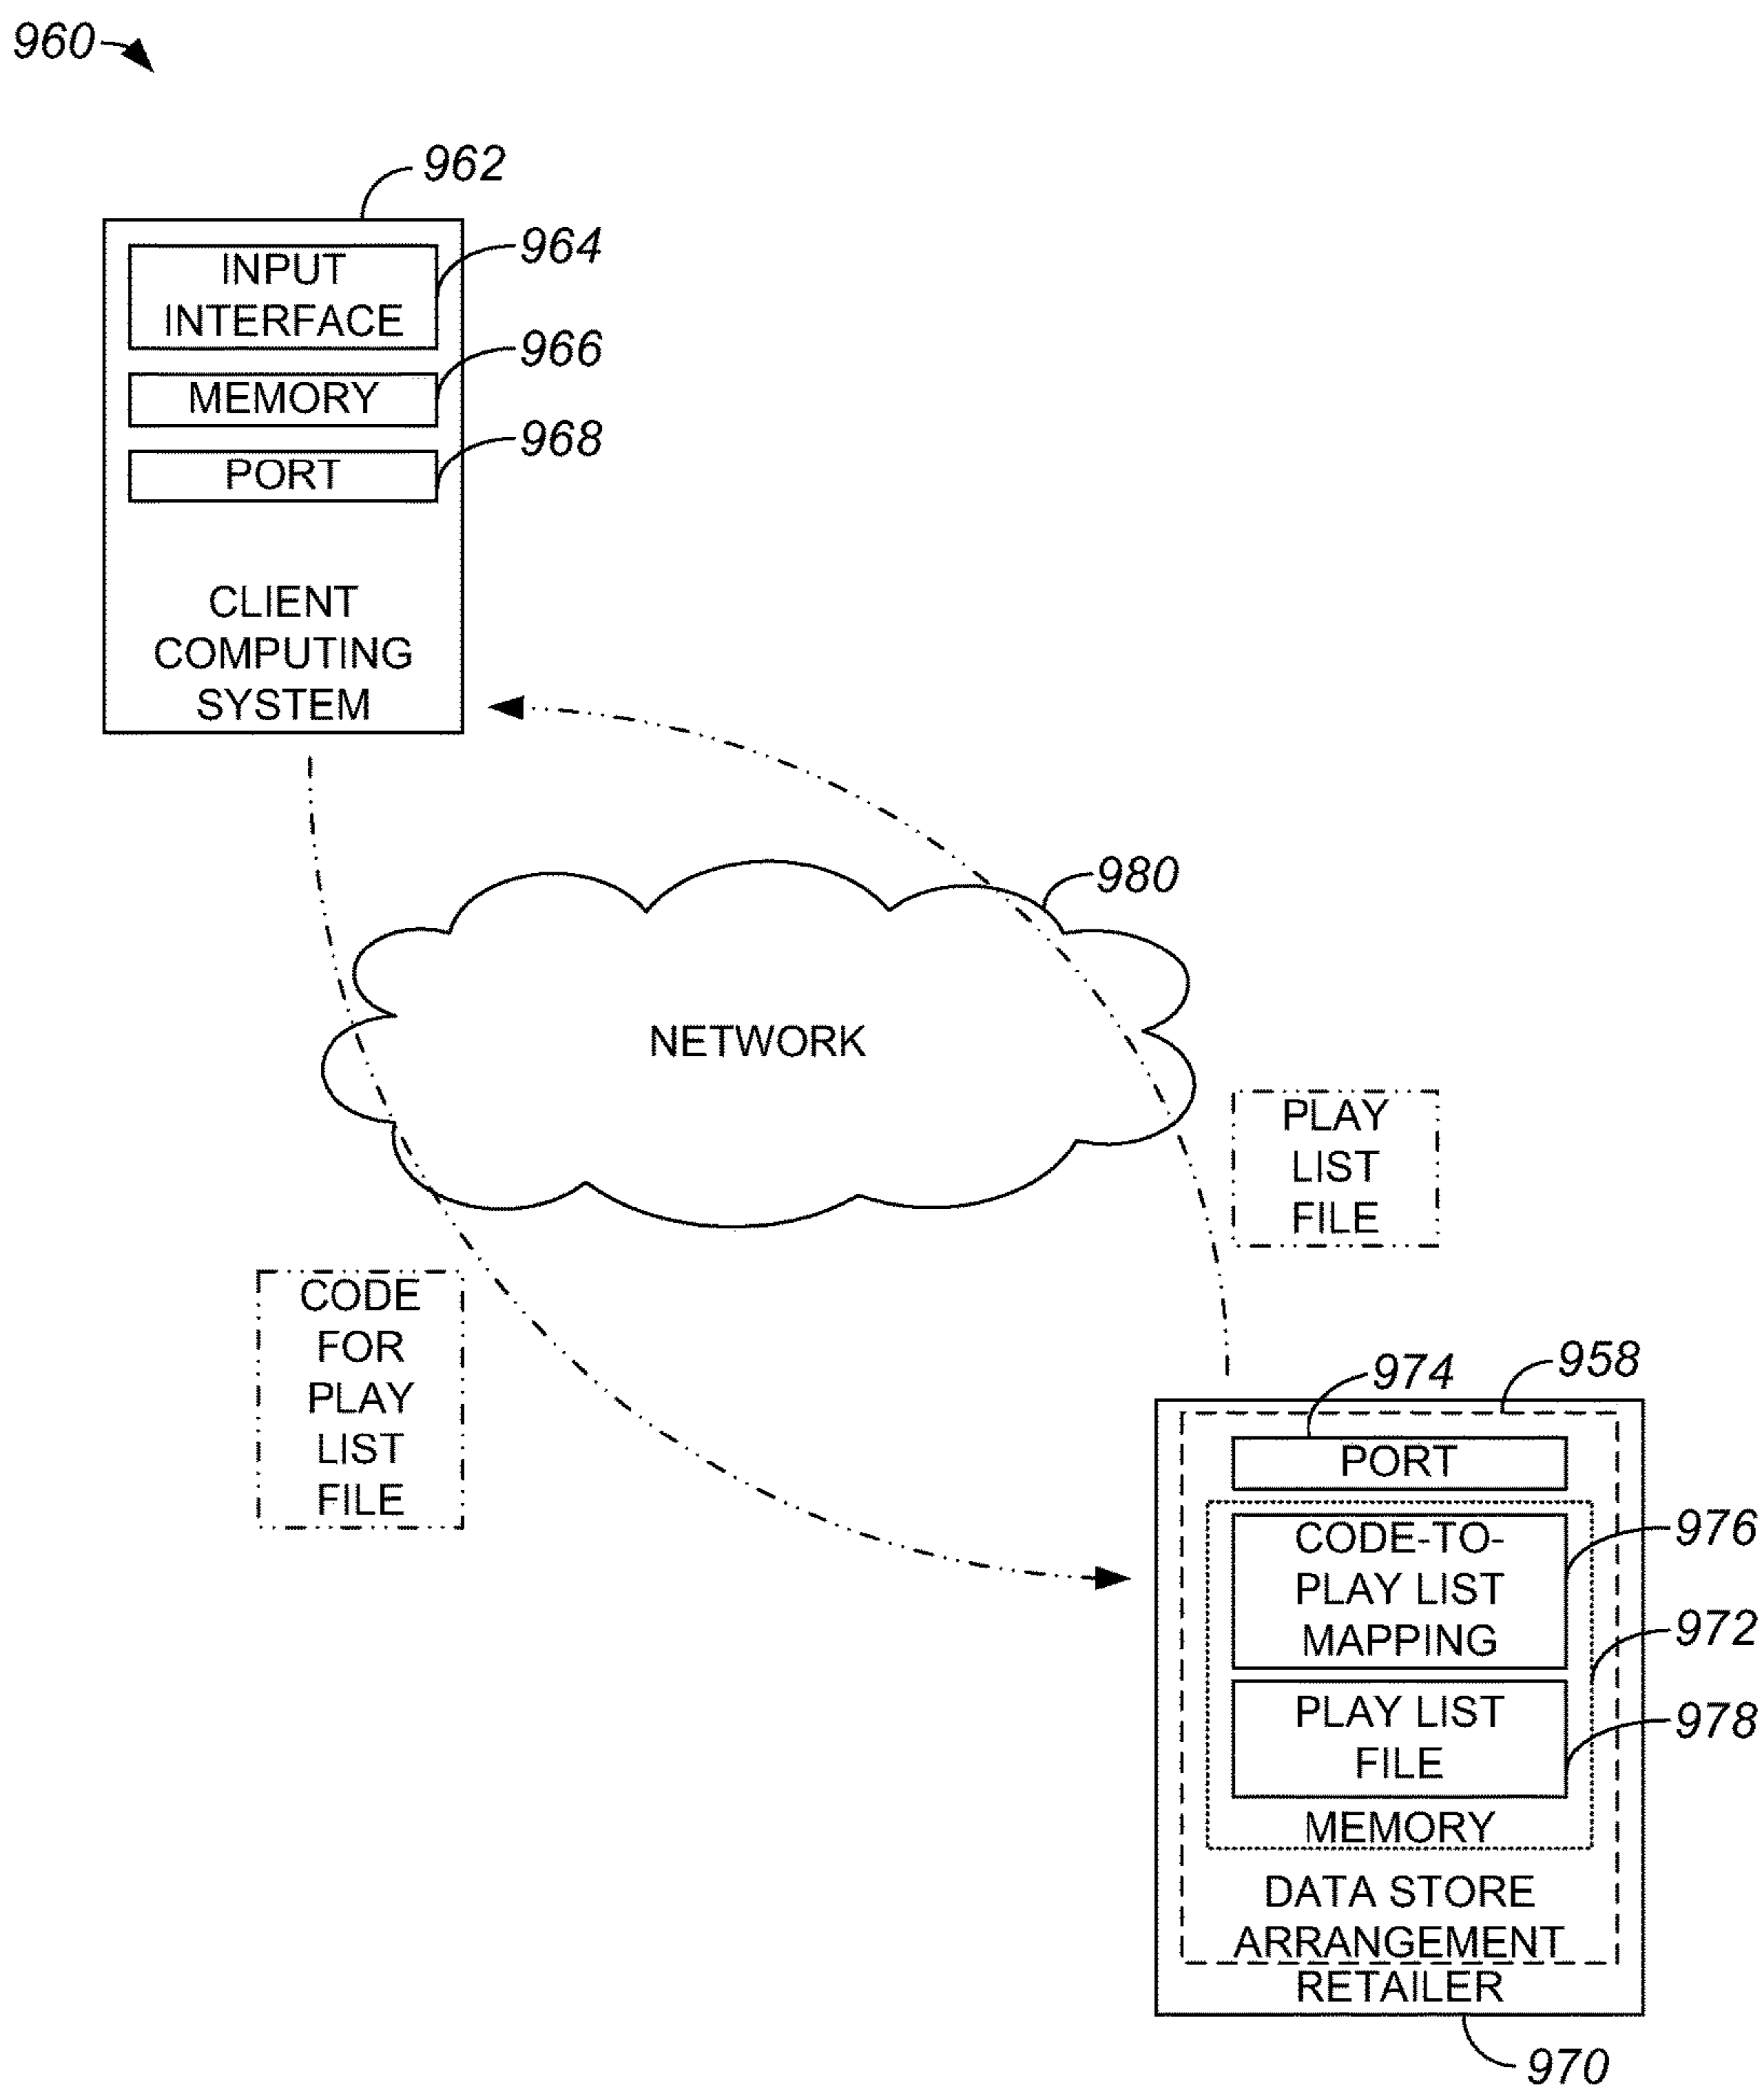 960
962
964
INPUT
INTERFACE
966
MEMORY
968
PORT
CLIENT
COMPUTING
SYSTEM
980
NETWORK
PLAY
LIST
FILE
CODE
FOR
PLAY
LIST
FILE
974
958
PORT
976
CODE-TO-
PLAY LIST
MAPPING
972
PLAY LIST
FILE
978
MEMORY
DATA STORE
ARRANGEMENT
RETAILER
970